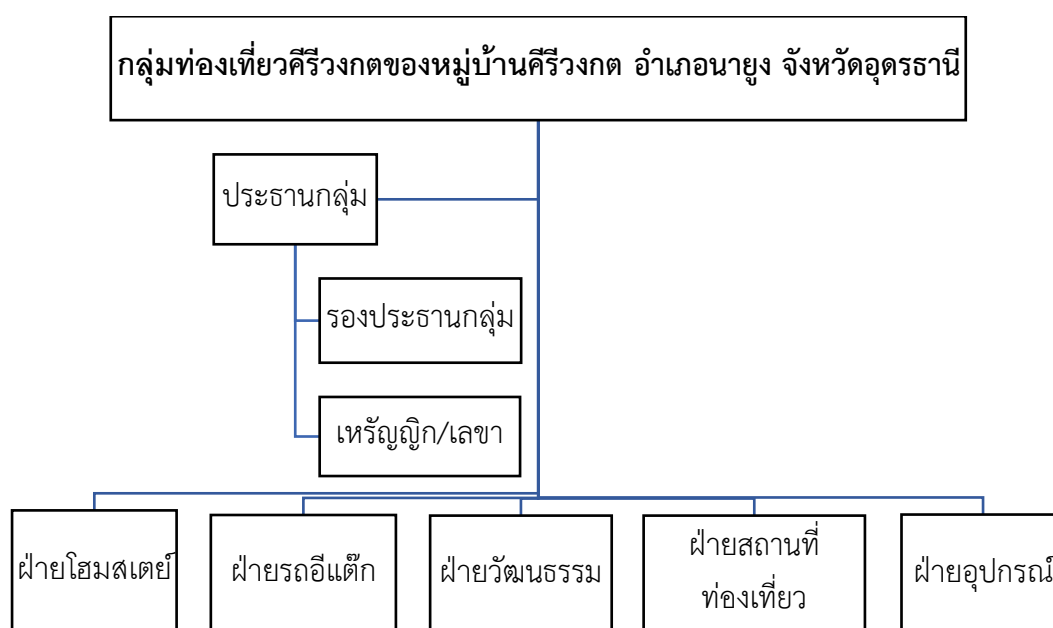 กลุ่มท่องเที่ยวคีรีวงกตของหมู่บ้านคีรีวงกต อำเภอนายูง จังหวัดอุดรธานี
ประธานกลุ่ม
รองประธานกลุ่ม
เหรัญญิก/เลขา
ฝ่ายโฮมสเตย์
ฝ่ายรถอีแต๊ก
ฝ่ายวัฒนธรรม
ฝ่ายสถานที่
ท่องเที่ยว
ฝ่ายอุปกรณ์